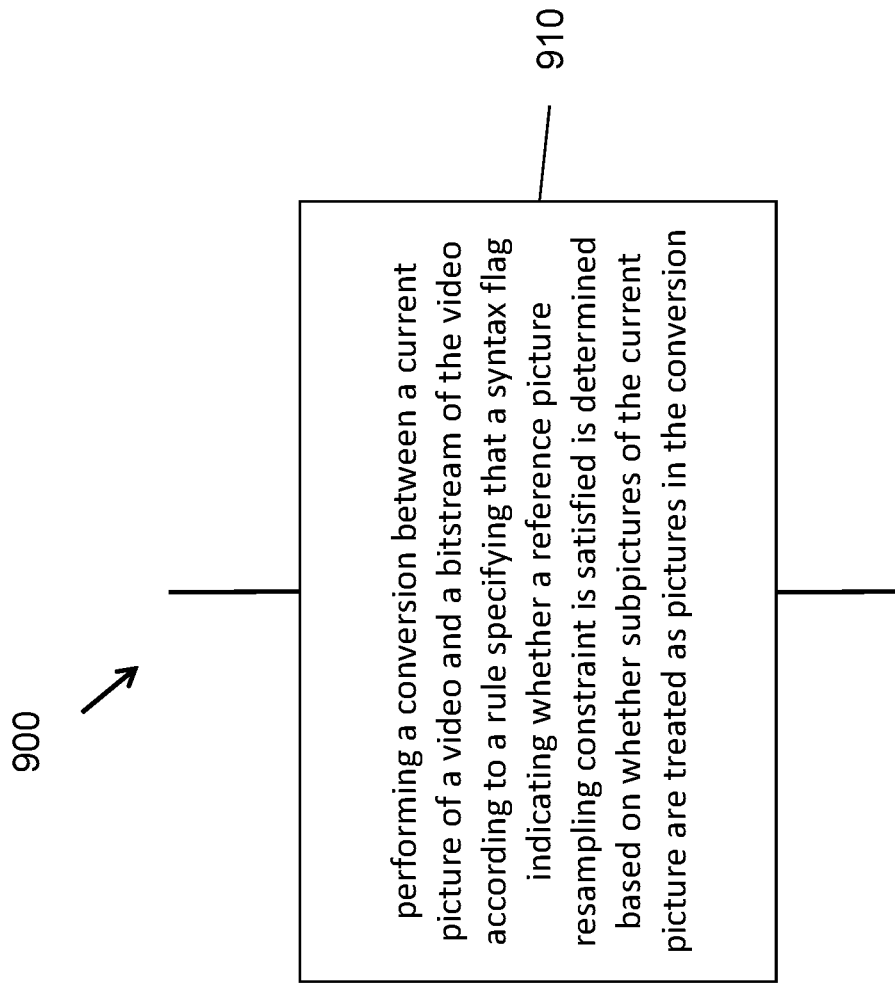 900
910
performing a conversion between a current
picture of a video and a bitstream of the video
according to a rule specifying that a syntax flag
indicating whether a reference picture
resampling constraint is satisfied is determined
based on whether subpictures of the current
picture are treated as pictures in the conversion